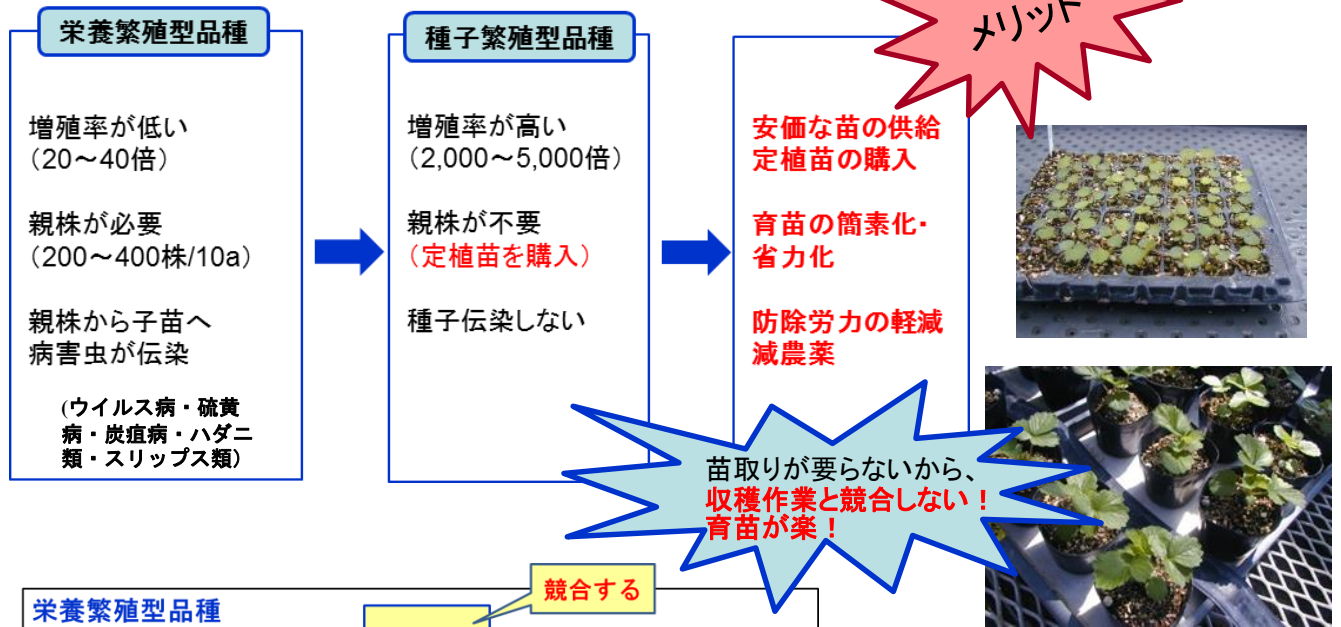 メリット
栄養繁殖型品種
増殖率が低い
(20～40倍)
親株が必要
(200～400株/10a)
親株から子苗へ
病害虫が伝染
(ウイルス病・硫黄
病・炭疽病・ハダニ
類・スリップス類)
種子繁殖型品種
増殖率が高い
(2,000～5,000倍)
親株が不要
(定植苗を購入)
種子伝染しない
安価な苗の供給
定植苗の購入
育苗の簡素化・
省力化
防除労力の軽減
減農薬
苗取りが要らないから、
収穫作業と競合しない！
育苗が楽！
競合する
栄養繁殖型品種